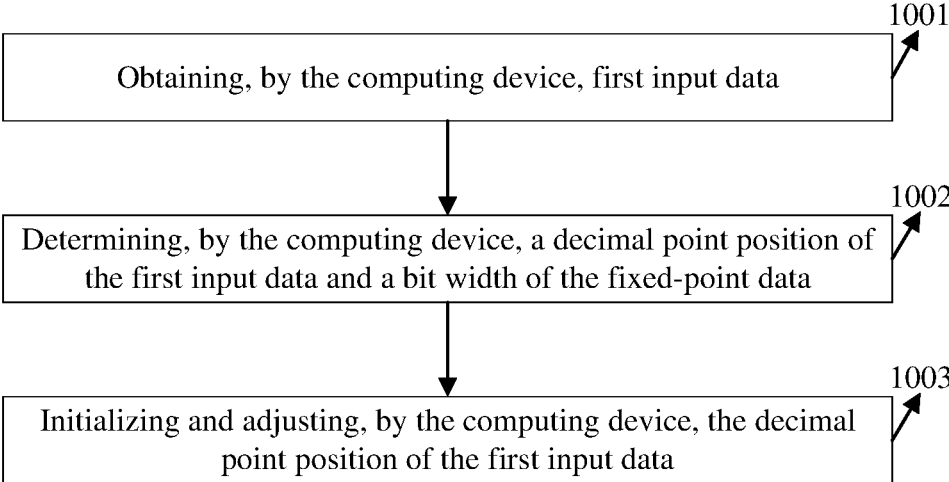 1001
Obtaining, by the computing device, first input data
1002
Determining, by the computing device, a decimal point position of
the first input data and a bit width of the fixed-point data
1003
Initializing and adjusting, by the computing device, the decimal
point position of the first input data